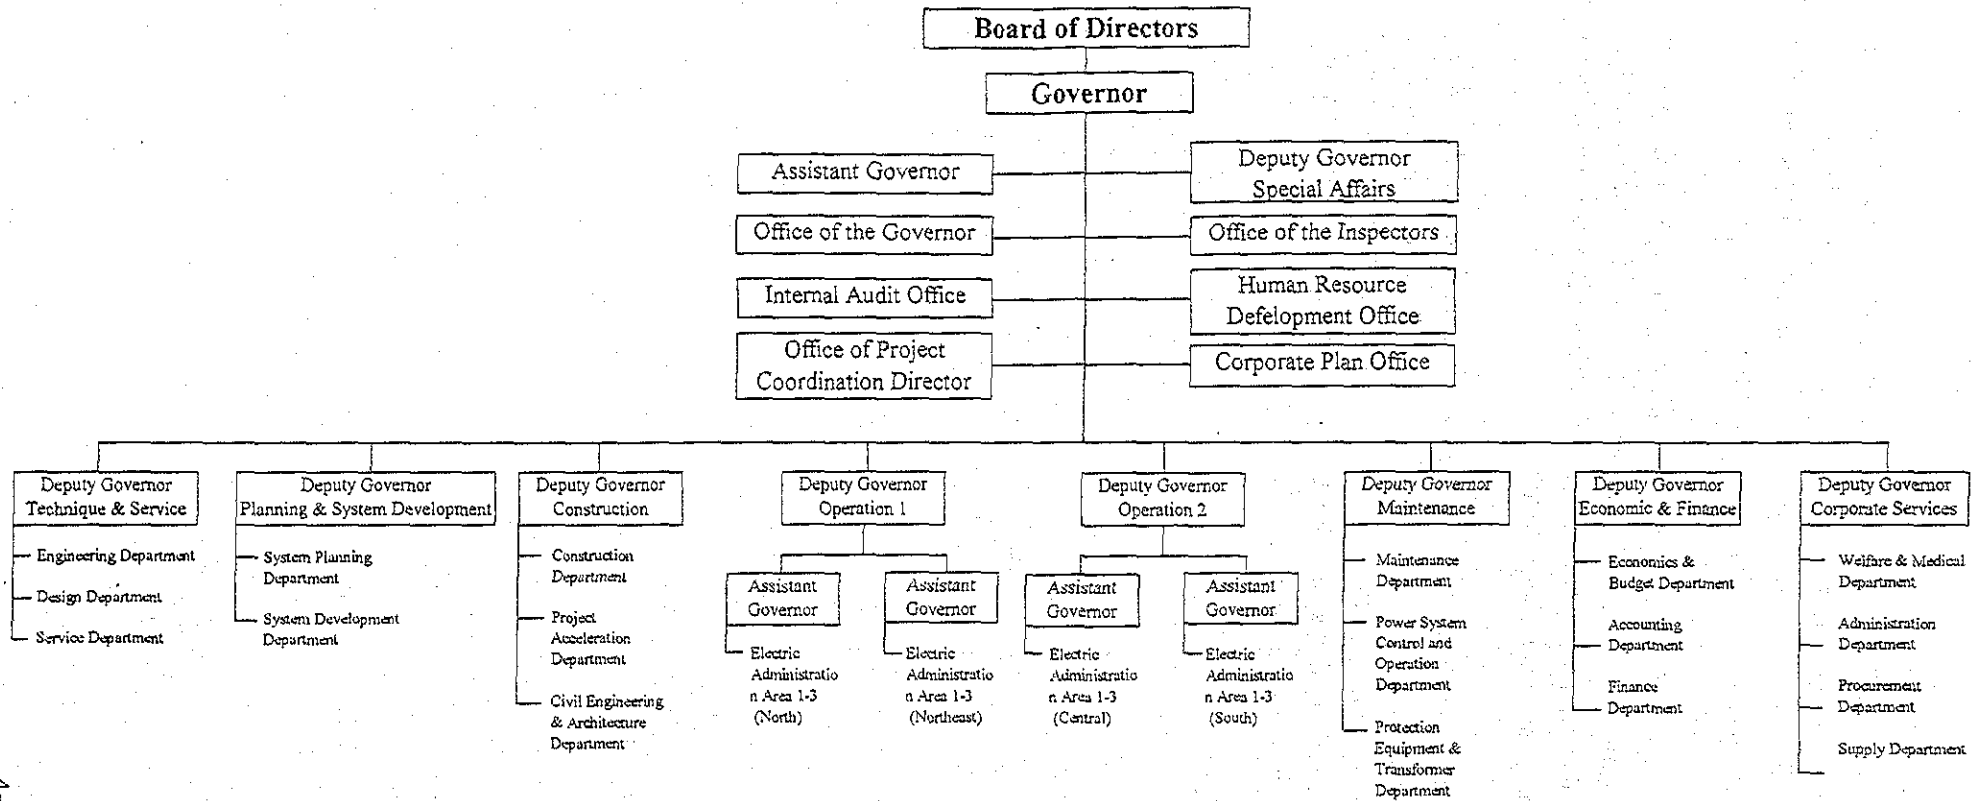 Board of Directors
Governor
Assistant Governor
Deputy Governor
Special Affairs
Office of the Governor
Office of the Inspectors
Internal Audit Office
Human Resource
Defelopment Office
Office of Project
Coordination Director
Corporate Plan Office
Deputy Governor
Technique & Service
Engineering Department
Design Department
Service Department
Deputy Governor
Planning & System Development
System Planning
Department
System Development
Department
Deputy Governor
Construction
Construction
Department
Project
Acceleration
Department
Civil Engineering
& Architecture
Department
Deputy Governor
Operation 1
Assistant
Governor
Electric
Administratio
n Area 1-3
(North)
Assistant
Governor
Electric
Administratio
n Area 1-3
(Northeast)
Deputy Governor
Operation 2
Assistant
Governor
Electric
Administratio
n Area 1-3
(Central)
Assistant
Governor
Electric
Administratio
n Area 1-3
(South)
Deputy Governor
Maintenance
Maintenance
Department
Power System
Control and
Operation
Department
Protection
Equipment &
Transformer
Department
Deputy Governor
Economic & Finance
Economics &
Budget Department
Accounting
Department
Finance
Department
Deputy Governor
Corporate Services
Welfare & Medical
Department
Administration
Department
Procurement
Department
Supply Department